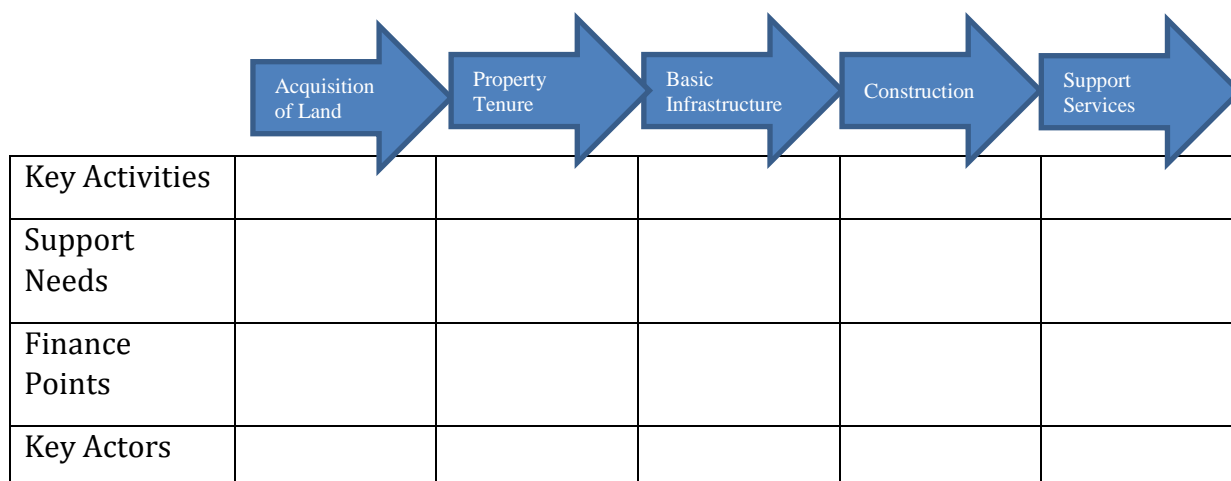 Acquisition
of Land
Property
Tenure
Basic
Infrastructure
Construction
Support
Services
Key Activities
Support
Needs
Finance
Points
Key Actors